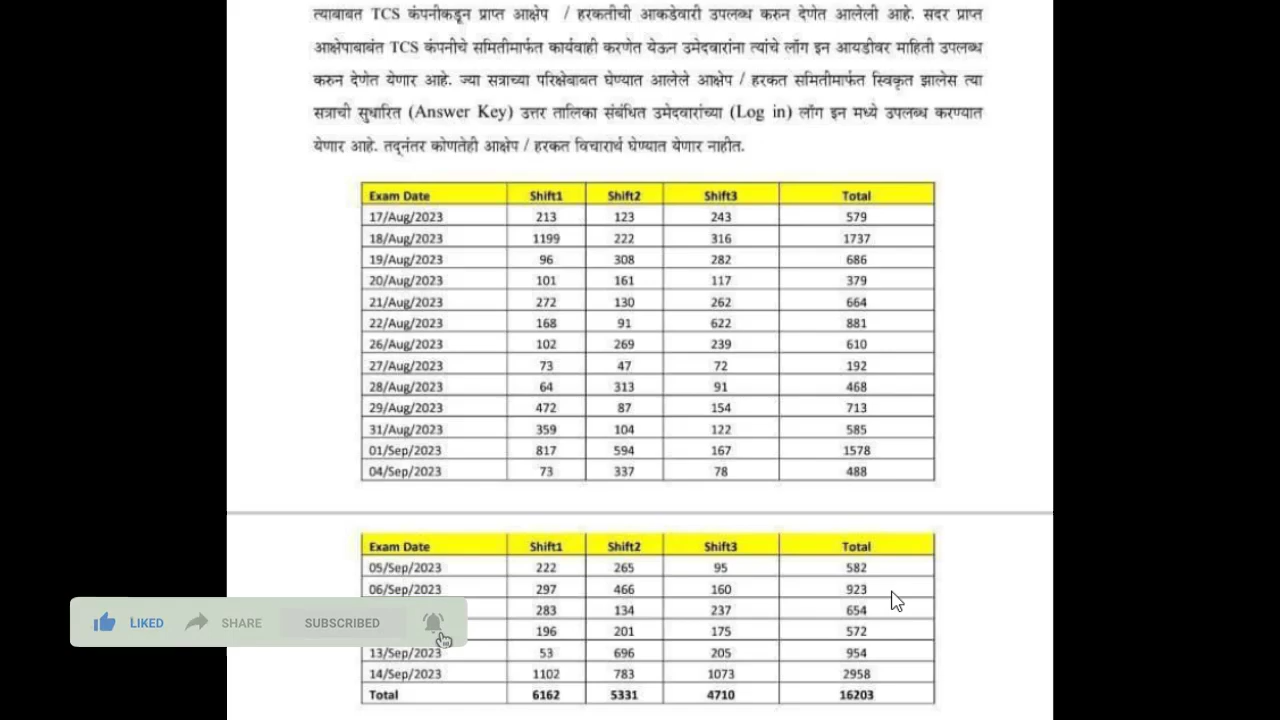 त्याबाबत TCS कंपनीकडून प्राप्त आक्षेप / हरकतीची आकडेवारी उपलब्ध करुन देणेत आलेली आहे. सदर प्राप्त
आक्षेपाबाबंत TCS कंपनीचे समितीमार्फत कार्यवाही करणेत येऊन उमेदवारांना त्यांचे लॉग इन आयडीवर माहिती उपलब्ध
करुन देणेत येणार आहे. ज्या सत्राच्या परिक्षेबाबत घेण्यात आलेले आक्षेप / हरकत समितीमार्फत स्विकृत झालेस त्या
सत्राची सुधारित (Answer Key) उत्तर तालिका संबंधित उमेदवारांच्या (Log in) लॉग इन मध्ये उपलब्ध करण्यात
येणार आहे. तद्नंतर कोणतेही आक्षेप / हरकत विचारार्थ घेण्यात येणार नाहीत.
Exam Date Shift1 Shift2 Shift3 Total
17/Aug/2023 213 123 243 579
18/Aug/2023 1199 222 316 1737
19/Aug/2023 96 308 282 686
20/Aug/2023 101 161 117 379
21/Aug/2023 272 130 262 664
22/Aug/2023 168 91 622 881
26/Aug/2023 102 269 239 610
27/Aug/2023 73 47 72 192
28/Aug/2023 64 313 91 468
29/Aug/2023 472 87 154 713
31/Aug/2023 359 104 122 585
01/Sep/2023 817 594 167 1578
04/Sep/2023 73 337 78 488
Exam Date Shift1 Shift2 Shift3 Total
05/Sep/2023 222 265 95 582
06/Sep/2023 297 466 160 923
283 134 237 654
LIKED SHARE SUBSCRIBED
196 201 175 572
13/Sep/2023 53 696 205 954
14/Sep/2023 1102 783 1073 2958
Total 6162 5331 4710 16203